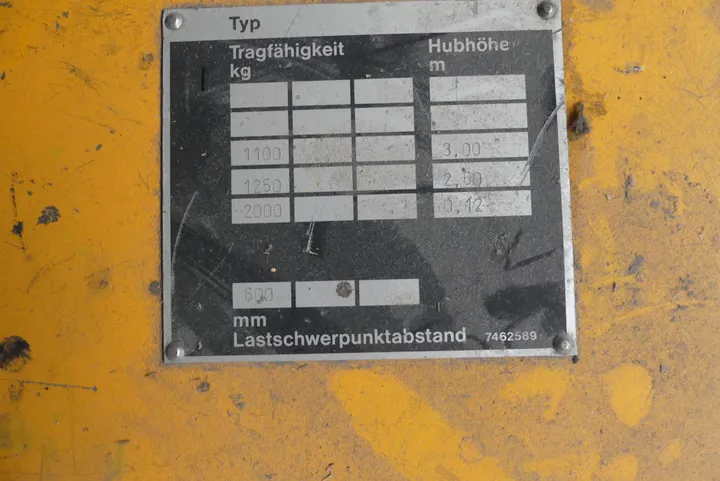 Typ
Tragfähigkeit Hubhöhe
kg m
1100 3,00
1250 2,60
2000 0,12
600
mm
Lastschwerpunktabstand 7462589